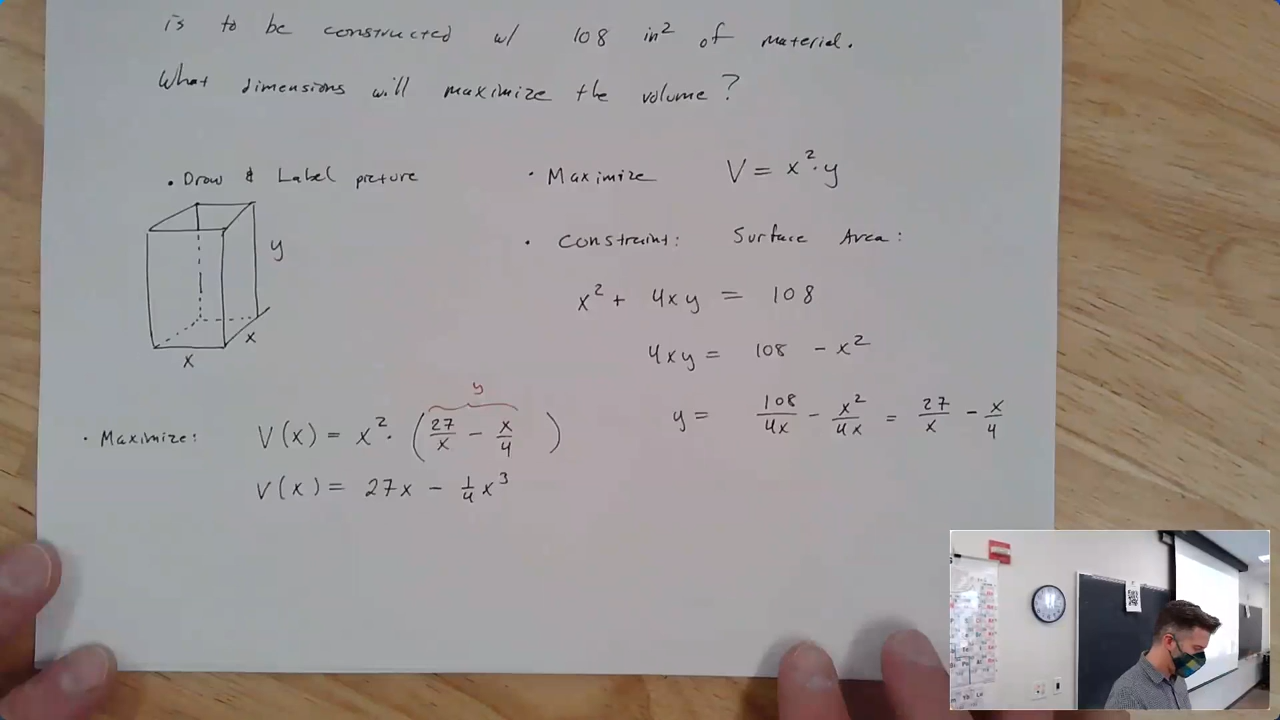 is to be constructed w/ 108 in² of material.
What dimensions will maximize the volume?
• Draw & Label picture
y
x
x
• Maximize V = x²·y
• Constraint: Surface Area:
x² + 4xy = 108
4xy = 108 - x²
y = 108/4x - x²/4x = 27/x - x/4
y
• Maximize: V(x) = x²·(27/x - x/4)
V(x) = 27x - 1/4 x³